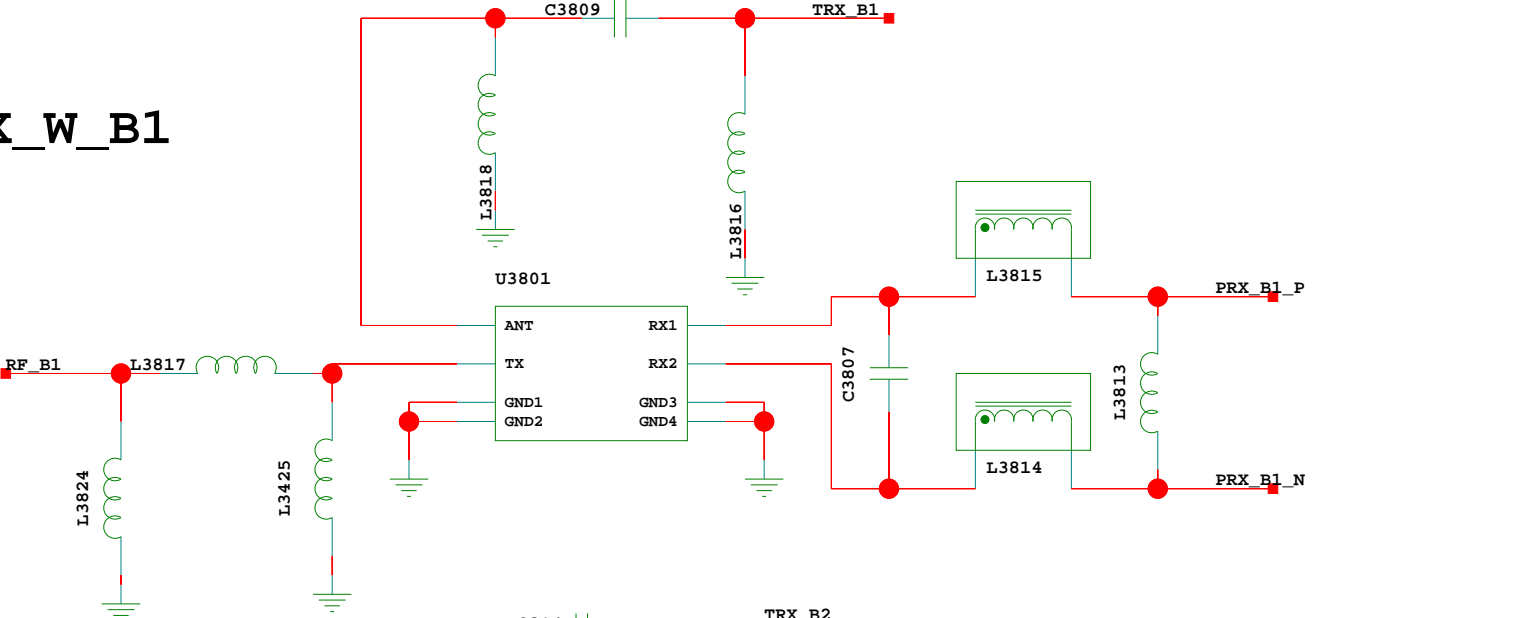 C3809
TRX_B1
X_W_B1
L3818
L3816
U3801
L3815
PRX_B1_P
ANT
RX1
RF_B1
L3817
TX
RX2
C3807
L3813
GND1
GND3
GND2
GND4
L3824
L3425
L3814
PRX_B1_N
TRX_B2